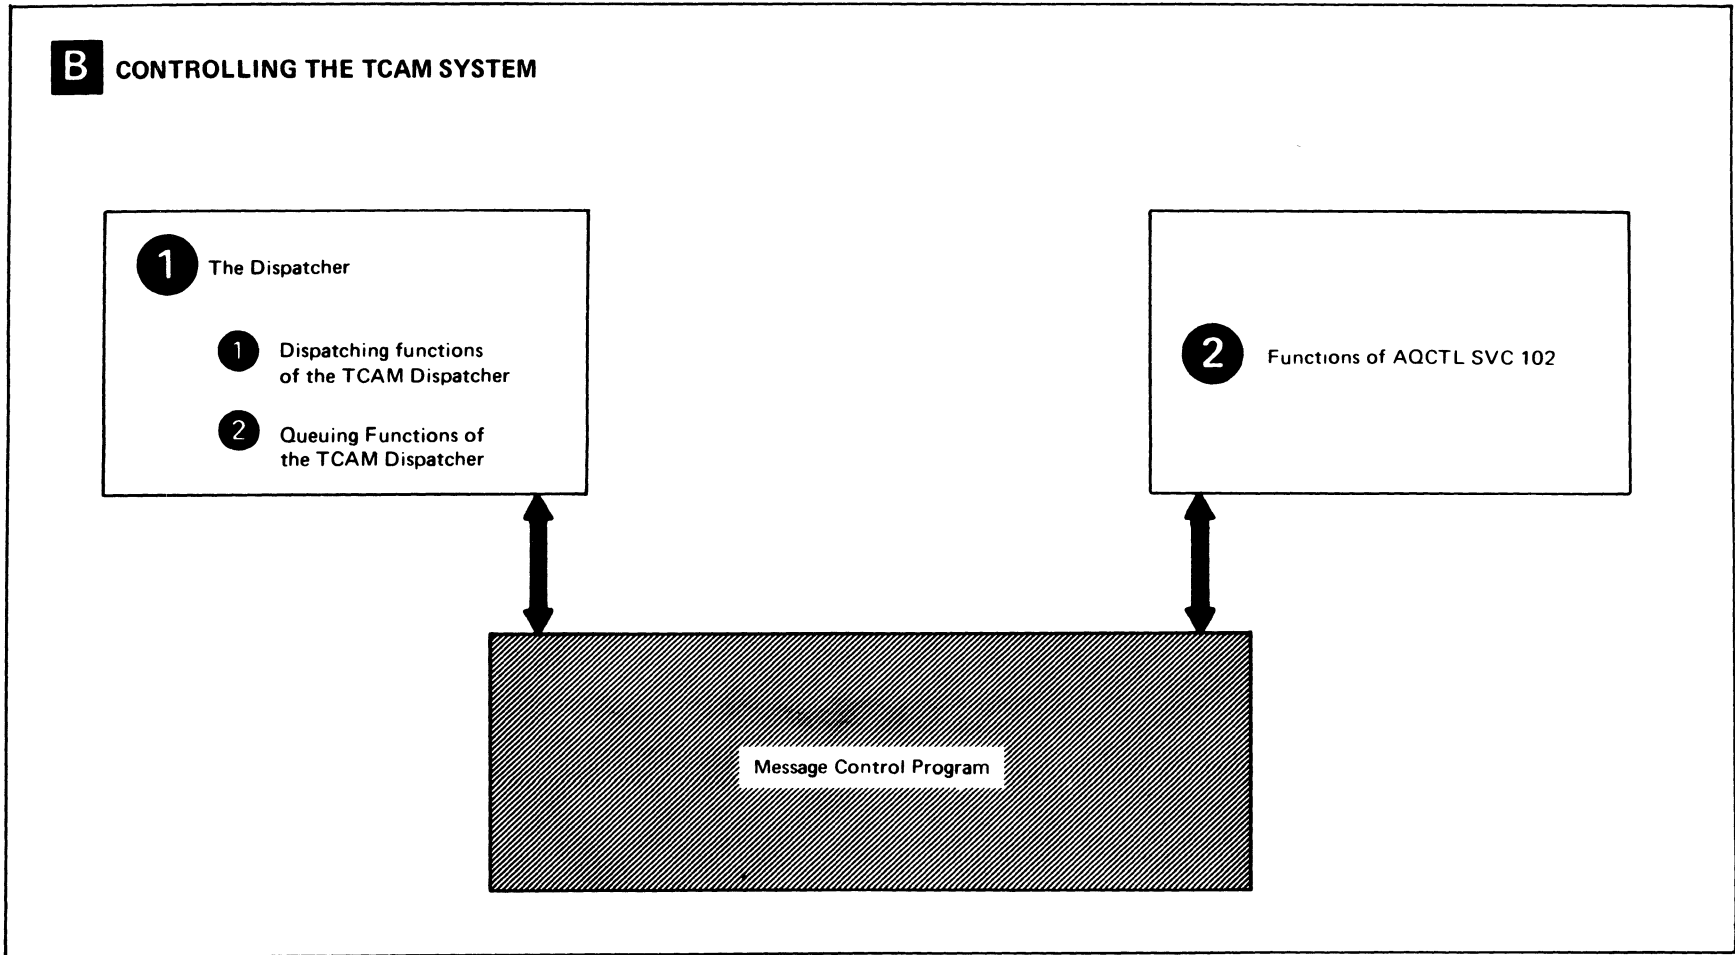 B CONTROLLING THE TCAM SYSTEM
1 The Dispatcher
1 Dispatching functions
of the TCAM Dispatcher
2 Queuing Functions of
the TCAM Dispatcher
2 Functions of AQCTL SVC 102
Message Control Program